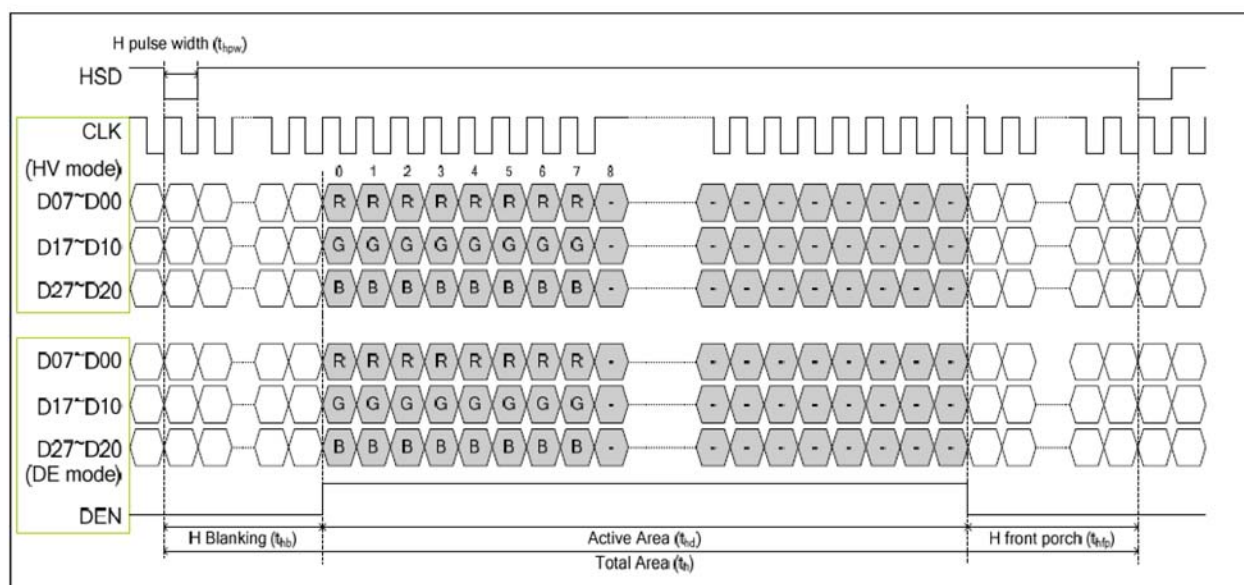 H pulse width (thpw)
HSD
CLK
(HV mode)
0 1 2 3 4 5 6 7 8
D07~D00
R R R R R R R R - - - - - - - - -
D17~D10
G G G G G G G G - - - - - - - - -
D27~D20
B B B B B B B B - - - - - - - - -
D07~D00
R R R R R R R R - - - - - - - - -
D17~D10
G G G G G G G G - - - - - - - - -
D27~D20
B B B B B B B B - - - - - - - - -
(DE mode)
DEN
H Blanking (thb) Active Area (thd) H front porch (thfp)
Total Area (th)